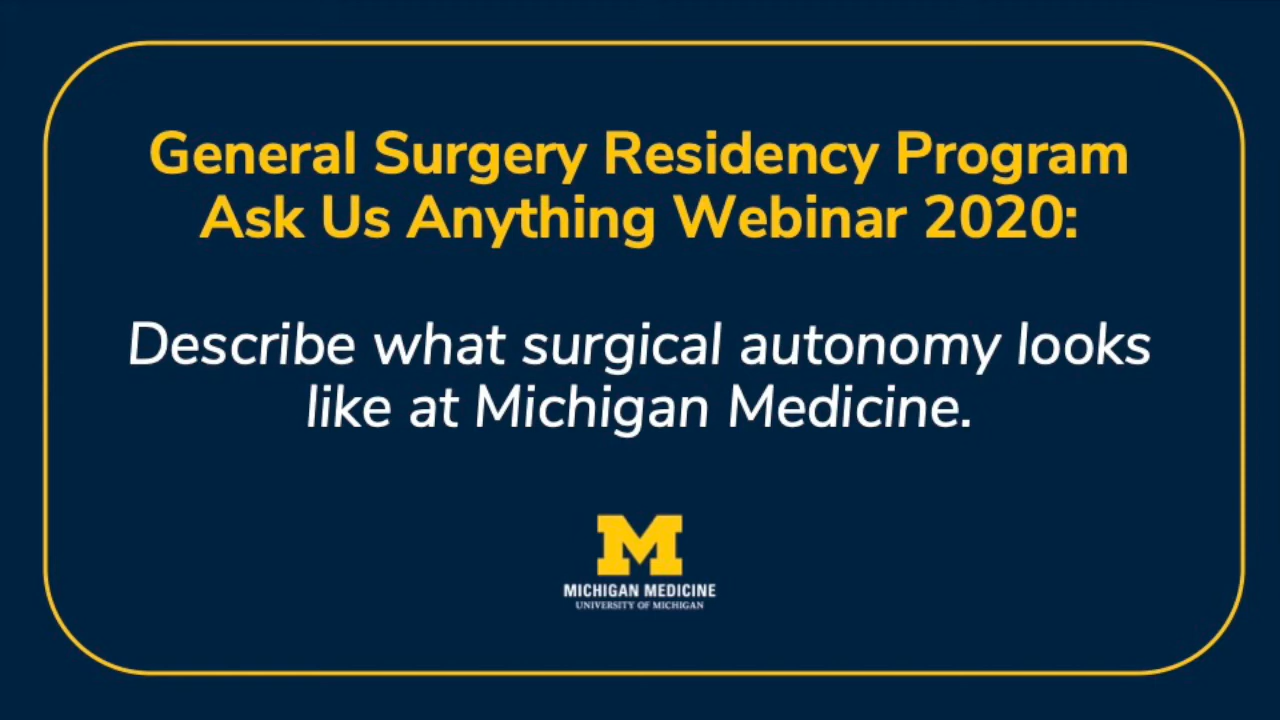 General Surgery Residency Program
Ask Us Anything Webinar 2020:
Describe what surgical autonomy looks
like at Michigan Medicine.
M
MICHIGAN MEDICINE
UNIVERSITY OF MICHIGAN